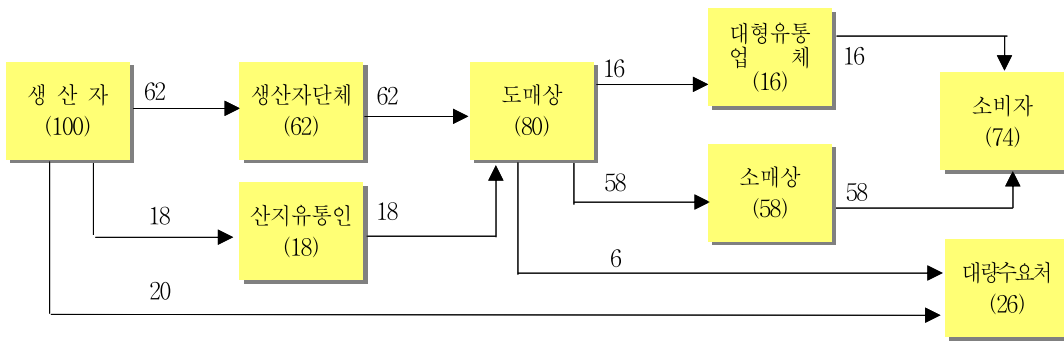 생 산 자
(100)
62
생산자단체
(62)
62
도매상
(80)
16
대형유통
업 체
(16)
16
소비자
(74)
18
산지유통인
(18)
18
58
소매상
(58)
58
6
20
대량수요처
(26)